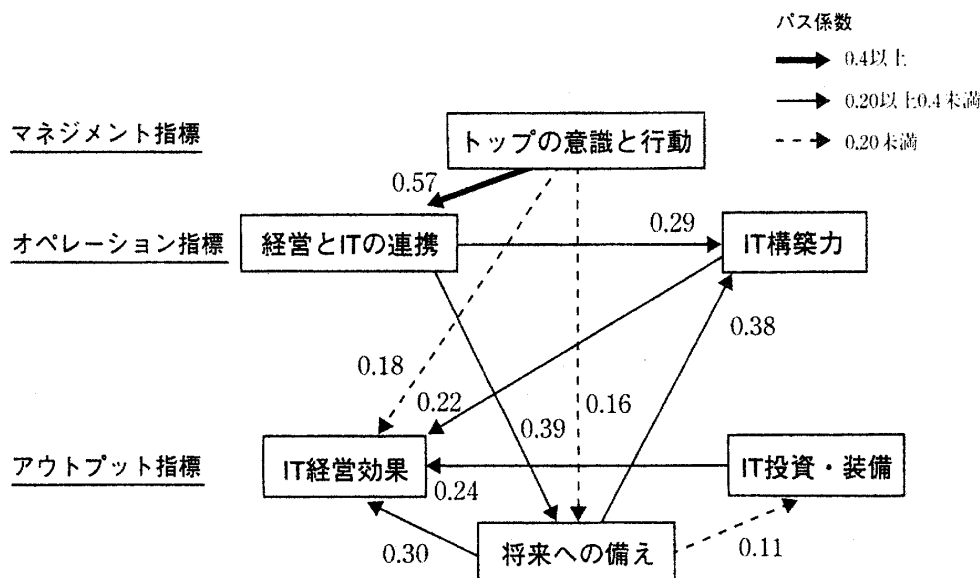 パス係数
0.4以上
0.20以上0.4未満
0.20未満
マネジメント指標
トップの意識と行動
0.57
オペレーション指標
経営とITの連携
0.29
IT構築力
0.38
0.18
0.22
0.39
0.16
アウトプット指標
IT経営効果
0.24
IT投資・装備
0.30
将来への備え
0.11